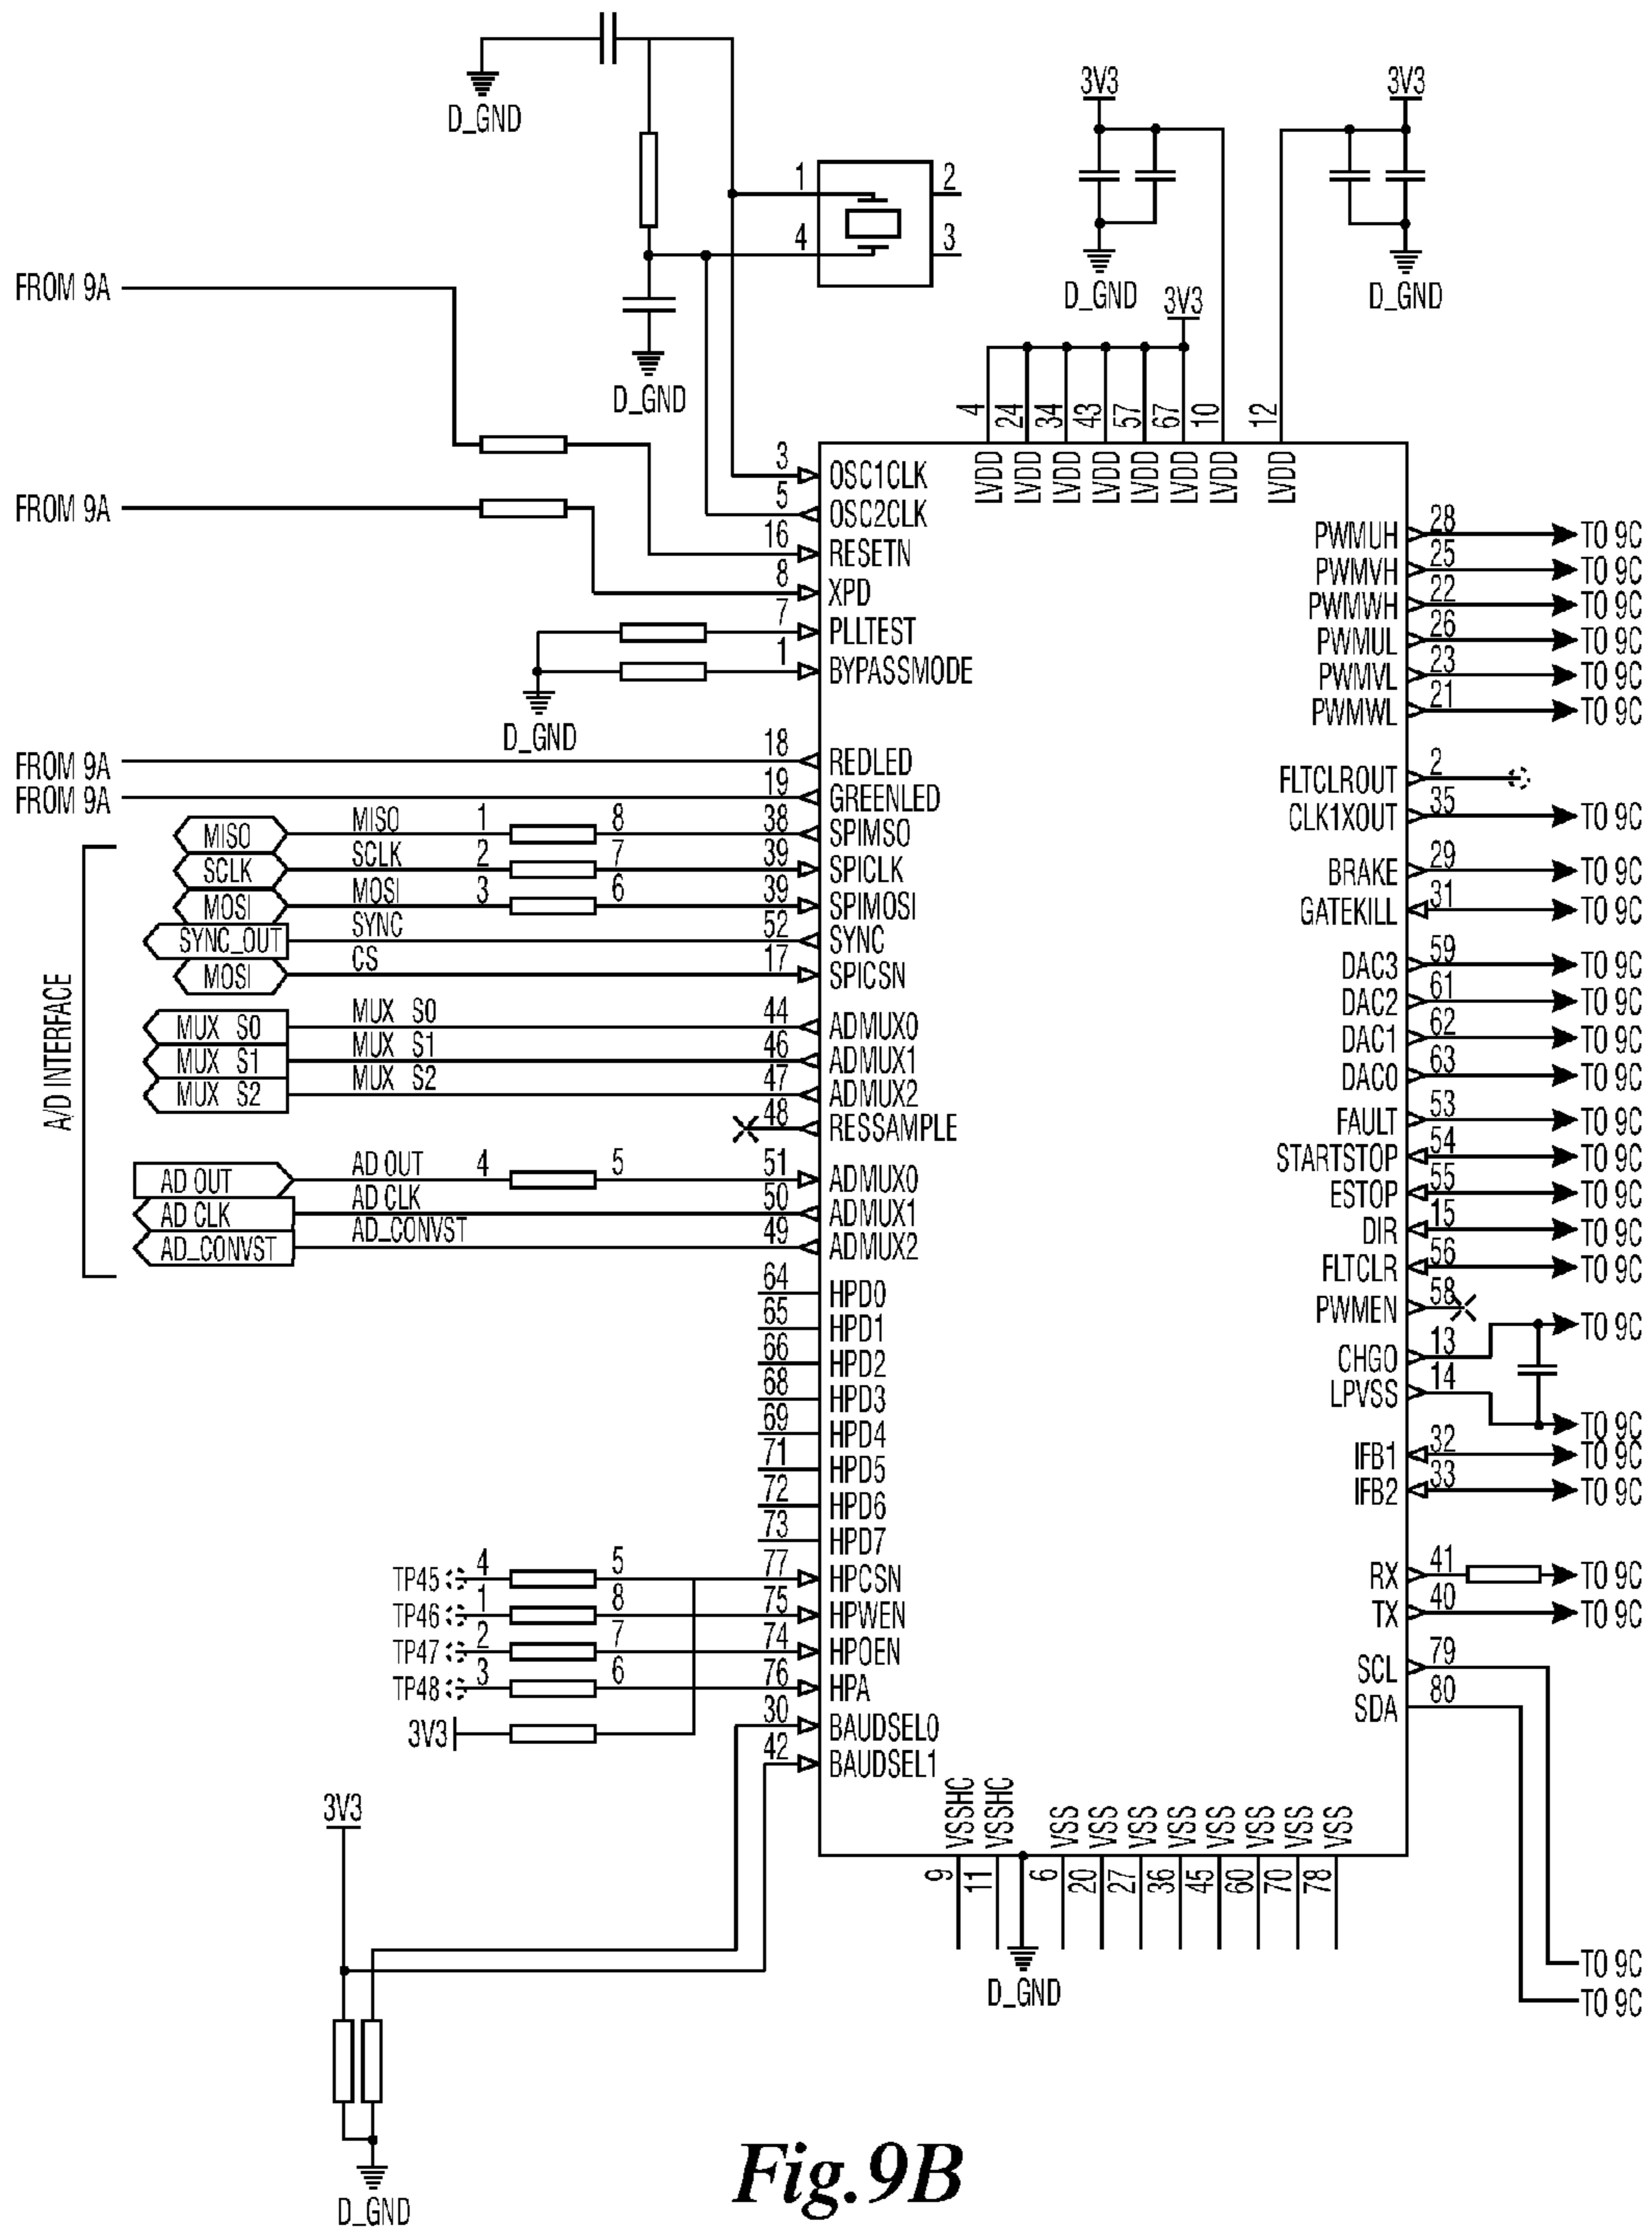 D_GND
3V3
3V3
1
2
4
3
D_GND
D_GND
FROM 9A
3V3
D_GND
4
24
34
43
57
67
10
12
LVDD
LVDD
LVDD
LVDD
LVDD
LVDD
LVDD
LVDD
3 OSC1CLK
5 OSC2CLK
FROM 9A
16 RESETN
8 XPD
7 PLLTEST
1 BYPASSMODE
D_GND
FROM 9A
18 REDLED
FROM 9A
19 GREENLED
A/D INTERFACE
MISO MISO 1 8 38 SPIMSO
SCLK SCLK 2 7 39 SPICLK
MOSI MOSI 3 6 39 SPIMOSI
SYNC_OUT SYNC 52 SYNC
MOSI CS 17 SPICSN
MUX S0 MUX S0 44 ADMUX0
MUX S1 MUX S1 46 ADMUX1
MUX S2 MUX S2 47 ADMUX2
48 RESSAMPLE
AD OUT AD OUT 4 5 51 ADMUX0
AD CLK AD CLK 50 ADMUX1
AD_CONVST AD_CONVST 49 ADMUX2
64 HPD0
65 HPD1
66 HPD2
68 HPD3
69 HPD4
71 HPD5
72 HPD6
73 HPD7
TP45 4 5 77 HPCSN
TP46 1 8 75 HPWEN
TP47 2 7 74 HPOEN
TP48 3 6 76 HPA
3V3
30 BAUDSEL0
42 BAUDSEL1
3V3
D_GND
PWMUH 28 TO 9C
PWMVH 25 TO 9C
PWMWH 22 TO 9C
PWMUL 26 TO 9C
PWMVL 23 TO 9C
PWMWL 21 TO 9C
FLTCLROUT 2
CLK1XOUT 35 TO 9C
BRAKE 29 TO 9C
GATEKILL 31 TO 9C
DAC3 59 TO 9C
DAC2 61 TO 9C
DAC1 62 TO 9C
DAC0 63 TO 9C
FAULT 53 TO 9C
STARTSTOP 54 TO 9C
ESTOP 55 TO 9C
DIR 15 TO 9C
FLTCLR 56 TO 9C
PWMEN 58
TO 9C
CHGO 13
LPVSS 14
TO 9C
IFB1 32 TO 9C
IFB2 33 TO 9C
RX 41 TO 9C
TX 40 TO 9C
SCL 79
SDA 80
TO 9C
TO 9C
VSSHC
VSSHC
VSS
VSS
VSS
VSS
VSS
VSS
VSS
VSS
9
11
6
20
27
36
45
60
70
78
D_GND
Fig.9B